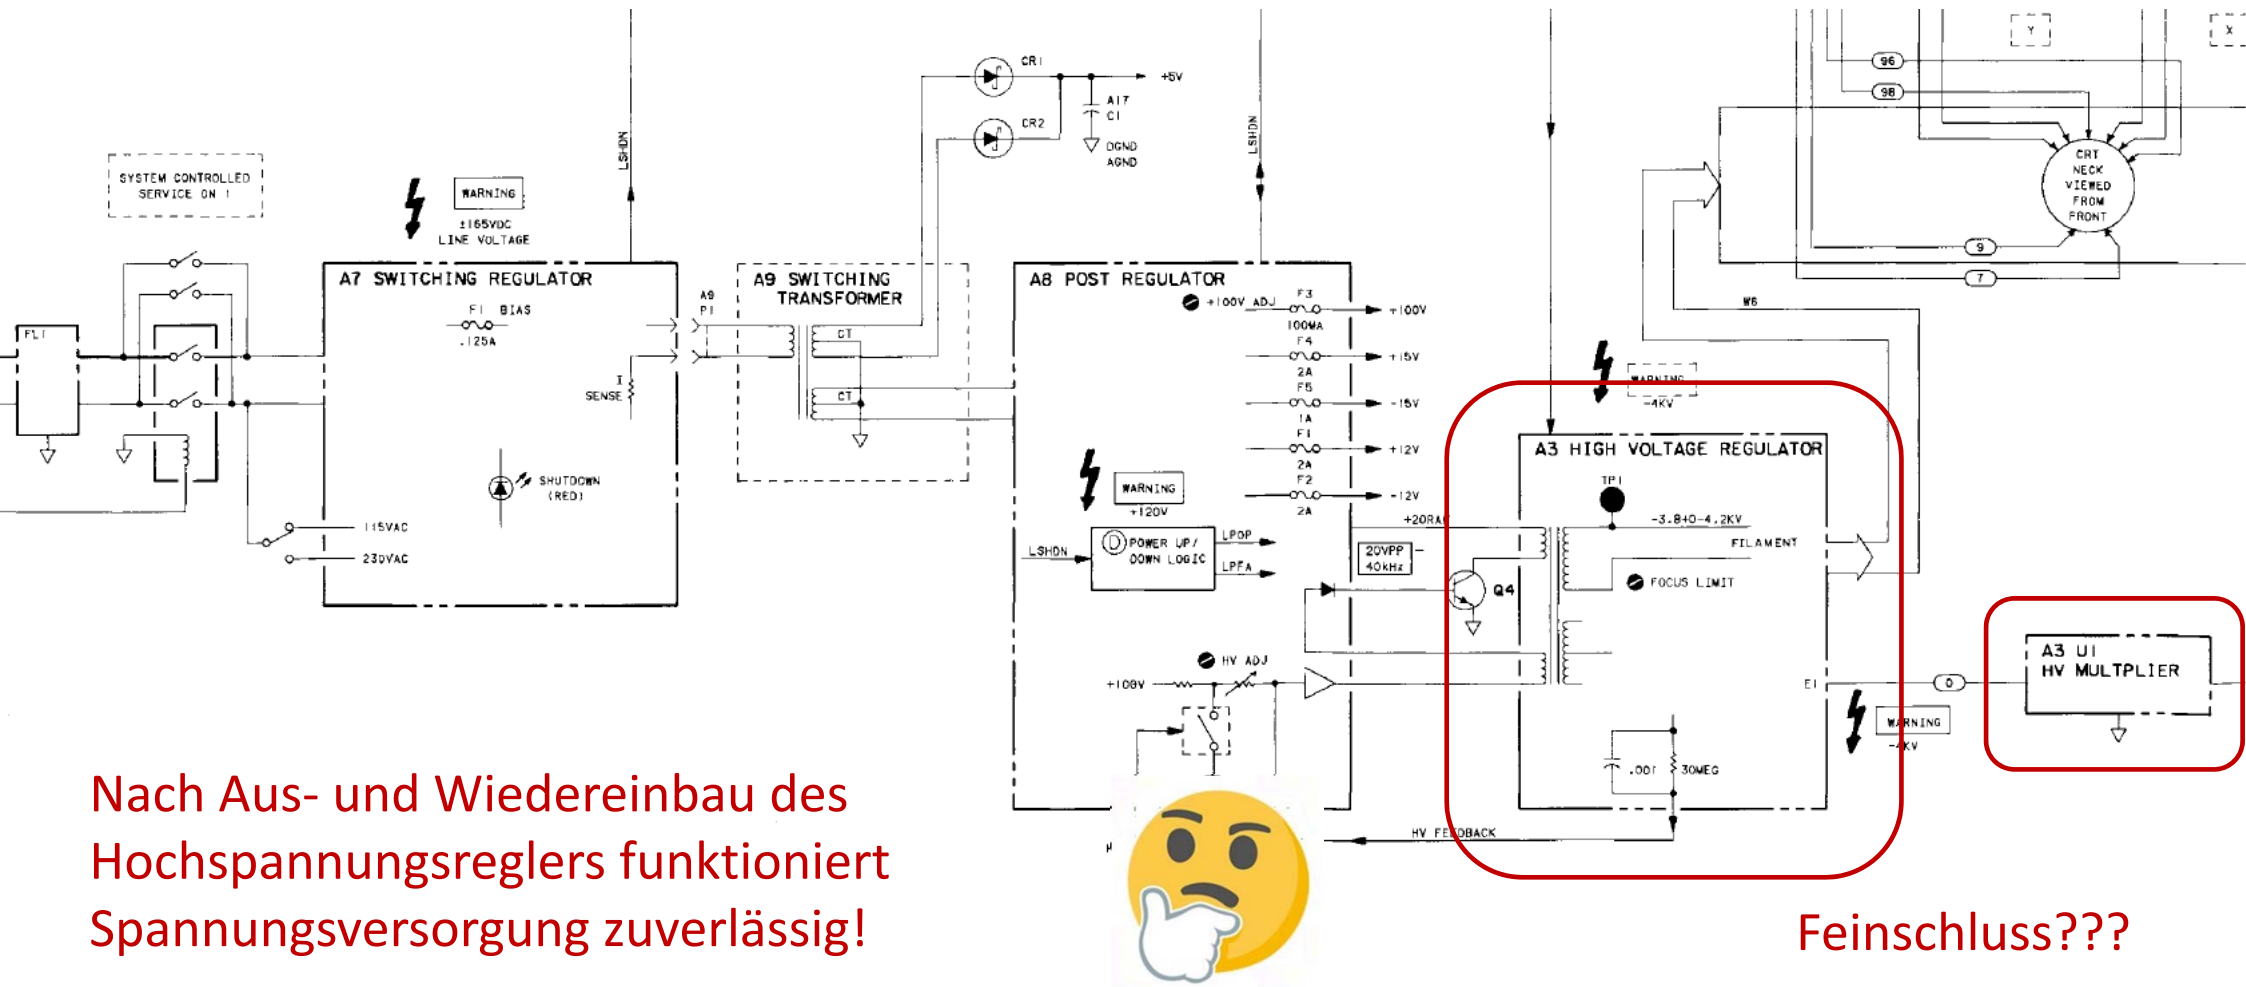 Y
X
96
98
CR1
+5V
A17
C1
CR2
DGND
AGND
LSHDN
LSHDN
CRT
NECK
VIEWED
FROM
FRONT
SYSTEM CONTROLLED
SERVICE ON 1
WARNING
±165VDC
LINE VOLTAGE
9
7
A7 SWITCHING REGULATOR
F1 BIAS
.125A
A9
P1
A9 SWITCHING
TRANSFORMER
CT
CT
A8 POST REGULATOR
+100V ADJ
F3
100MA
+100V
F4
2A
+15V
F5
1A
-15V
F1
2A
+12V
F2
2A
-12V
W6
FL1
I
SENSE
WARNING
-4KV
SHUTDOWN
(RED)
115VAC
230VAC
WARNING
+120V
LSHDN
D
POWER UP/
DOWN LOGIC
LPOP
LPFA
20VPP
40kHz
A3 HIGH VOLTAGE REGULATOR
TP1
-3.8+0-4.2KV
FILAMENT
FOCUS LIMIT
Q4
HV ADJ
+100V
E1
0
A3 U1
HV MULTPLIER
WARNING
-4KV
.001
30MEG
HV FEEDBACK
Nach Aus- und Wiedereinbau des
Hochspannungsreglers funktioniert
Spannungsversorgung zuverlässig!
Feinschluss???